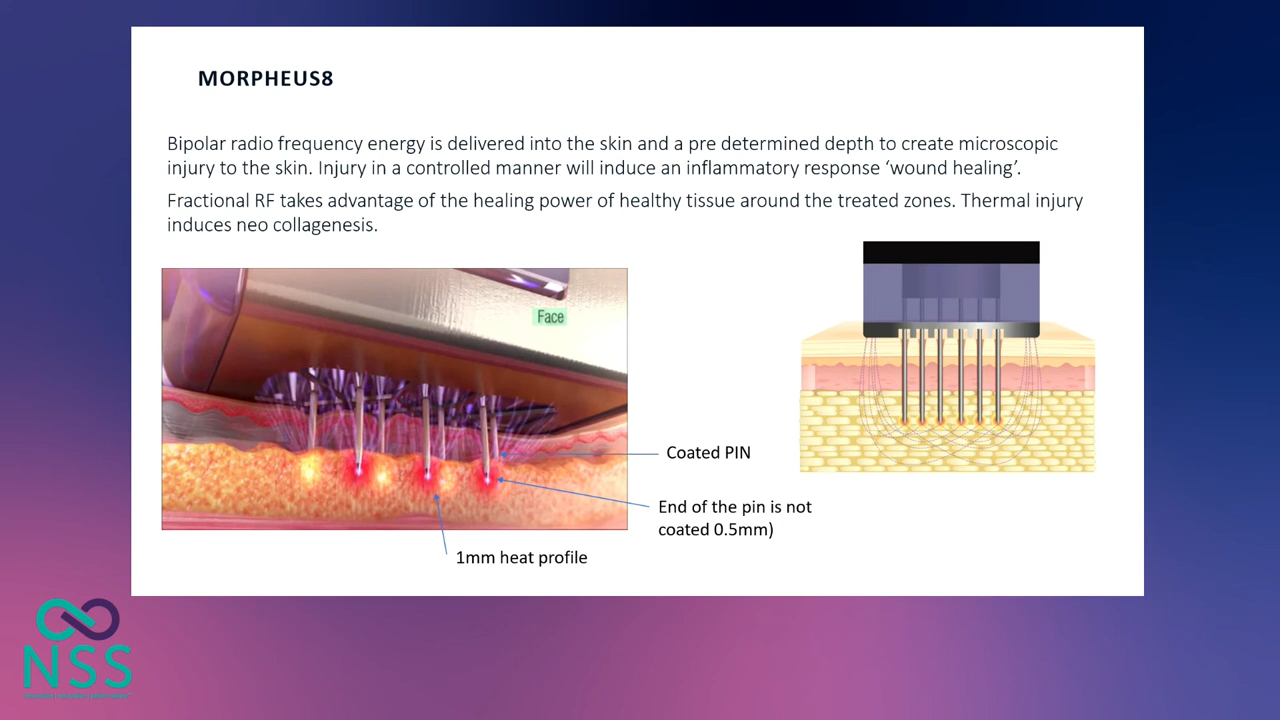 MORPHEUS8
Bipolar radio frequency energy is delivered into the skin and a pre determined depth to create microscopic
injury to the skin. Injury in a controlled manner will induce an inflammatory response ‘wound healing’.
Fractional RF takes advantage of the healing power of healthy tissue around the treated zones. Thermal injury
induces neo collagenesis.
Face
Coated PIN
End of the pin is not
coated 0.5mm)
1mm heat profile
NSS